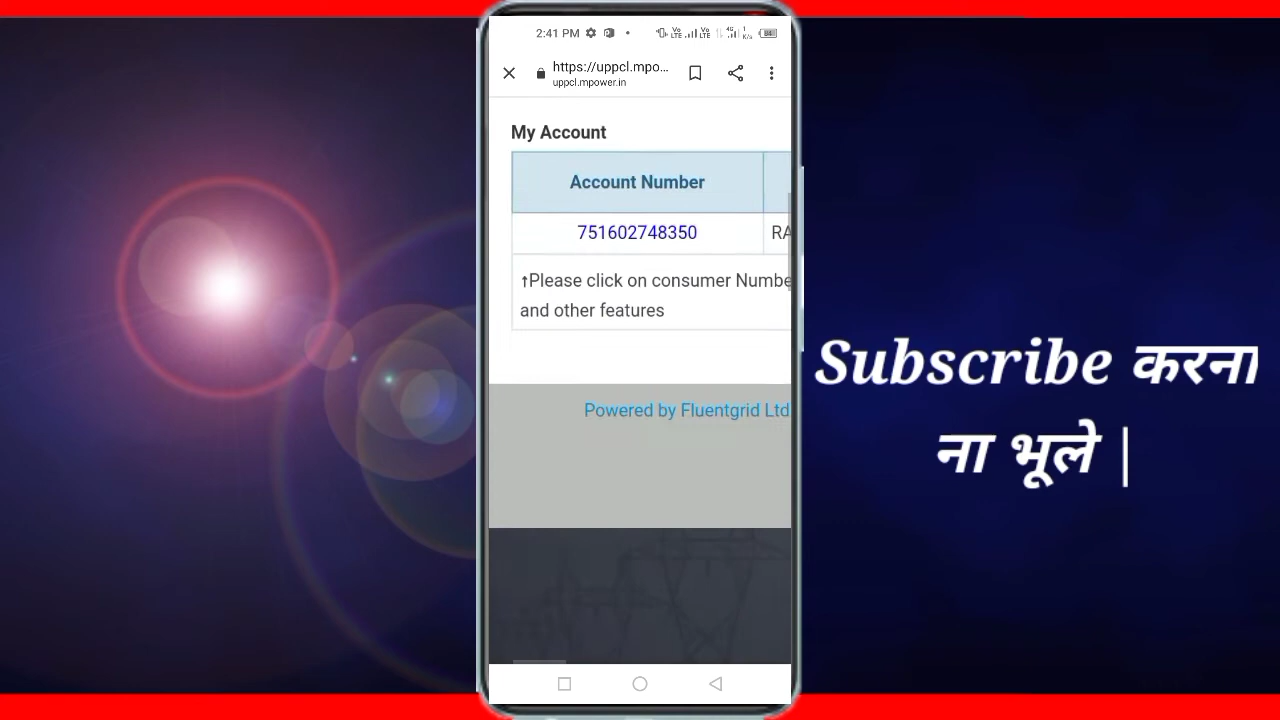 2:41 PM
https://uppcl.mpo...
uppcl.mpower.in
My Account
Account Number
751602748350
RA
↑Please click on consumer Numbe
and other features
Powered by Fluentgrid Ltd
Subscribe करना
ना भूले |